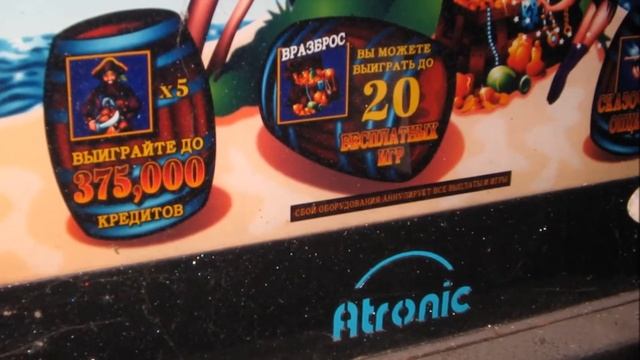 x5
ВЫИГРАЙТЕ ДО
375,000
КРЕДИТОВ
ВРАЗБРОС
ВЫ МОЖЕТЕ
ВЫИГРАТЬ ДО
20
БЕСПЛАТНЫХ
ИГР
СБОЙ ОБОРУДОВАНИЯ АННУЛИРУЕТ ВСЕ ВЫПЛАТЫ И ИГРЫ
Atronic